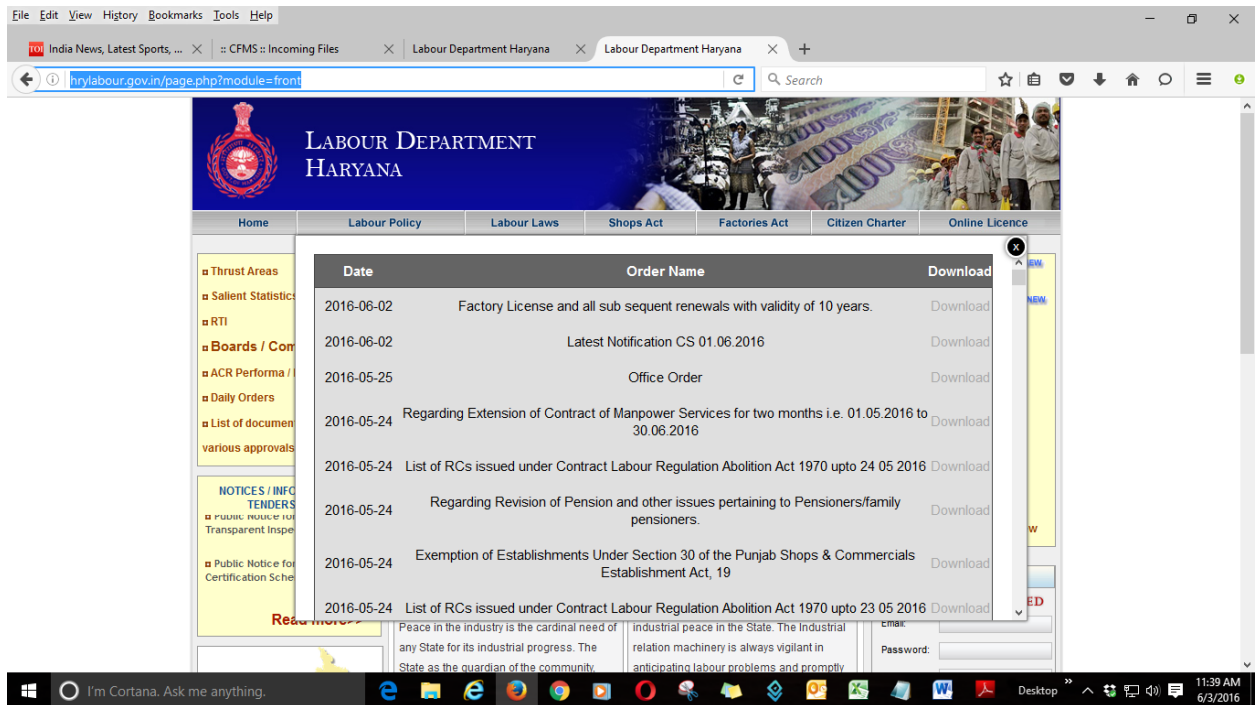 File Edit View History Bookmarks Tools Help
TOI India News, Latest Sports, ... :: CFMS :: Incoming Files Labour Department Haryana Labour Department Haryana
hrylabour.gov.in/page.php?module=front Search
LABOUR DEPARTMENT
HARYANA
Home Labour Policy Labour Laws Shops Act Factories Act Citizen Charter Online Licence
x
Thrust Areas
Salient Statistics
RTI
Boards / Com
ACR Performa /
Daily Orders
List of documen
various approvals
NOTICES / INFO
TENDERS
Public Notice for
Transparent Inspe
Public Notice for
Certification Sche
Read more>>
Date Order Name Download
2016-06-02 Factory License and all sub sequent renewals with validity of 10 years. Download
2016-06-02 Latest Notification CS 01.06.2016 Download
2016-05-25 Office Order Download
2016-05-24 Regarding Extension of Contract of Manpower Services for two months i.e. 01.05.2016 to Download
30.06.2016
2016-05-24 List of RCs issued under Contract Labour Regulation Abolition Act 1970 upto 24 05 2016 Download
2016-05-24 Regarding Revision of Pension and other issues pertaining to Pensioners/family Download
pensioners.
2016-05-24 Exemption of Establishments Under Section 30 of the Punjab Shops & Commercials Download
Establishment Act, 19
2016-05-24 List of RCs issued under Contract Labour Regulation Abolition Act 1970 upto 23 05 2016 Download
Peace in the industry is the cardinal need of
any State for its industrial progress. The
State as the guardian of the community,
industrial peace in the State. The Industrial
relation machinery is always vigilant in
anticipating labour problems and promptly
NEW
NEW
W
ED
Email:
Password:
I'm Cortana. Ask me anything. Desktop 11:39 AM
6/3/2016